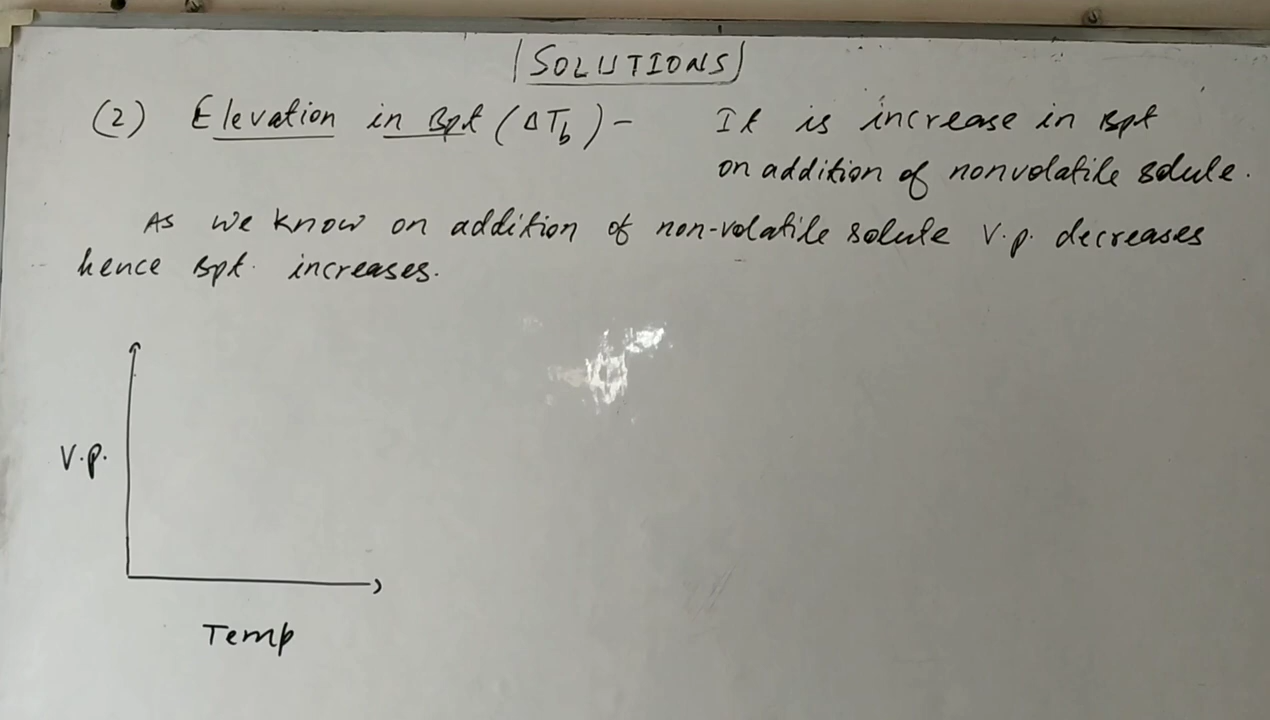 SOLUTIONS
(2) Elevation in Bpt (ΔTb) - It is increase in Bpt
on addition of nonvolatile solute.
As we know on addition of non-volatile solute V.p. decreases
hence Bpt. increases.
V.p.
Temp